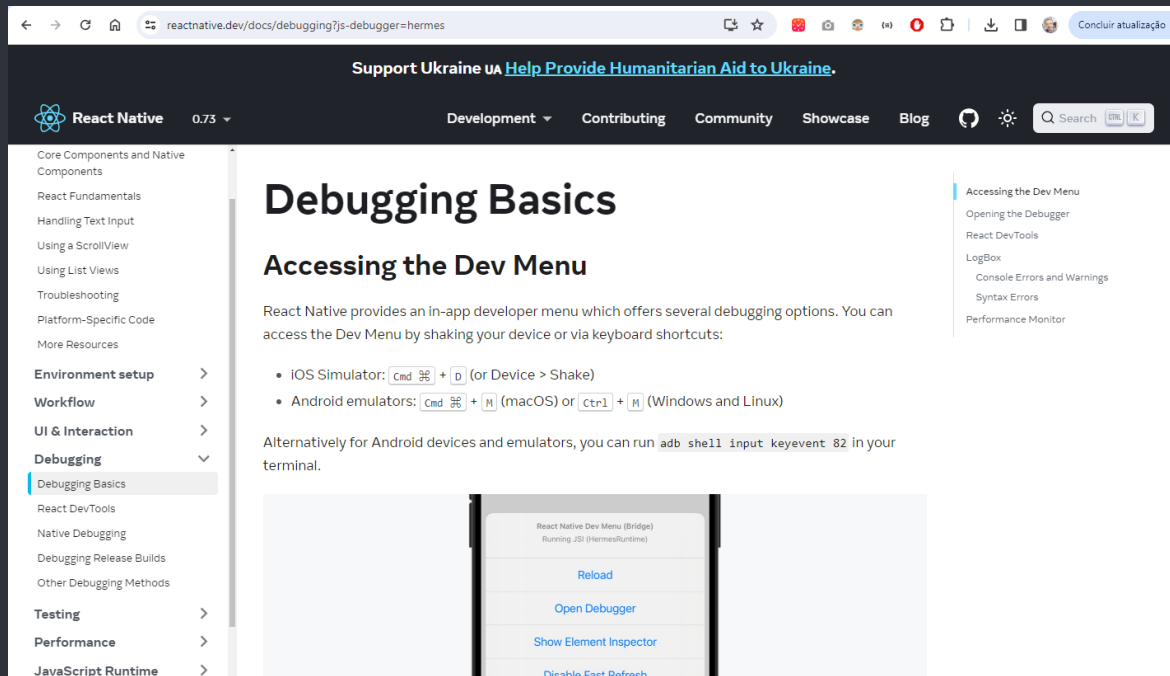 reactnative.dev/docs/debugging?js-debugger=hermes
Concluir atualização
Support Ukraine UA Help Provide Humanitarian Aid to Ukraine.
React Native
0.73
Development
Contributing
Community
Showcase
Blog
Search
CTRL K
Core Components and Native
Components
React Fundamentals
Handling Text Input
Using a ScrollView
Using List Views
Troubleshooting
Platform-Specific Code
More Resources
Environment setup
Workflow
UI & Interaction
Debugging
Debugging Basics
React DevTools
Native Debugging
Debugging Release Builds
Other Debugging Methods
Testing
Performance
JavaScript Runtime
Debugging Basics
Accessing the Dev Menu
React Native provides an in-app developer menu which offers several debugging options. You can
access the Dev Menu by shaking your device or via keyboard shortcuts:
• iOS Simulator: Cmd ⌘ + D (or Device > Shake)
• Android emulators: Cmd ⌘ + M (macOS) or Ctrl + M (Windows and Linux)
Alternatively for Android devices and emulators, you can run adb shell input keyevent 82 in your
terminal.
React Native Dev Menu (Bridge)
Running JSI (HermesRuntime)
Reload
Open Debugger
Show Element Inspector
Disable Fast Refresh
Accessing the Dev Menu
Opening the Debugger
React DevTools
LogBox
Console Errors and Warnings
Syntax Errors
Performance Monitor